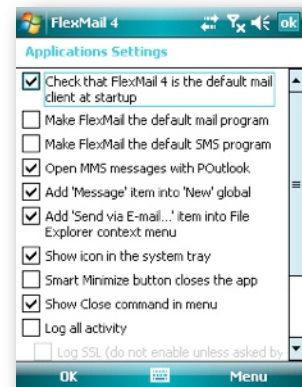 FlexMail 4
ok
Applications Settings
Check that FlexMail 4 is the default mail
client at startup
Make FlexMail the default mail program
Make FlexMail the default SMS program
Open MMS messages with POutlook
Add 'Message' item into 'New' global
Add 'Send via E-mail...' item into File
Explorer context menu
Show icon in the system tray
Smart Minimize button closes the app
Show Close command in menu
Log all activity
Log SSL (do not enable unless asked by
OK
Menu